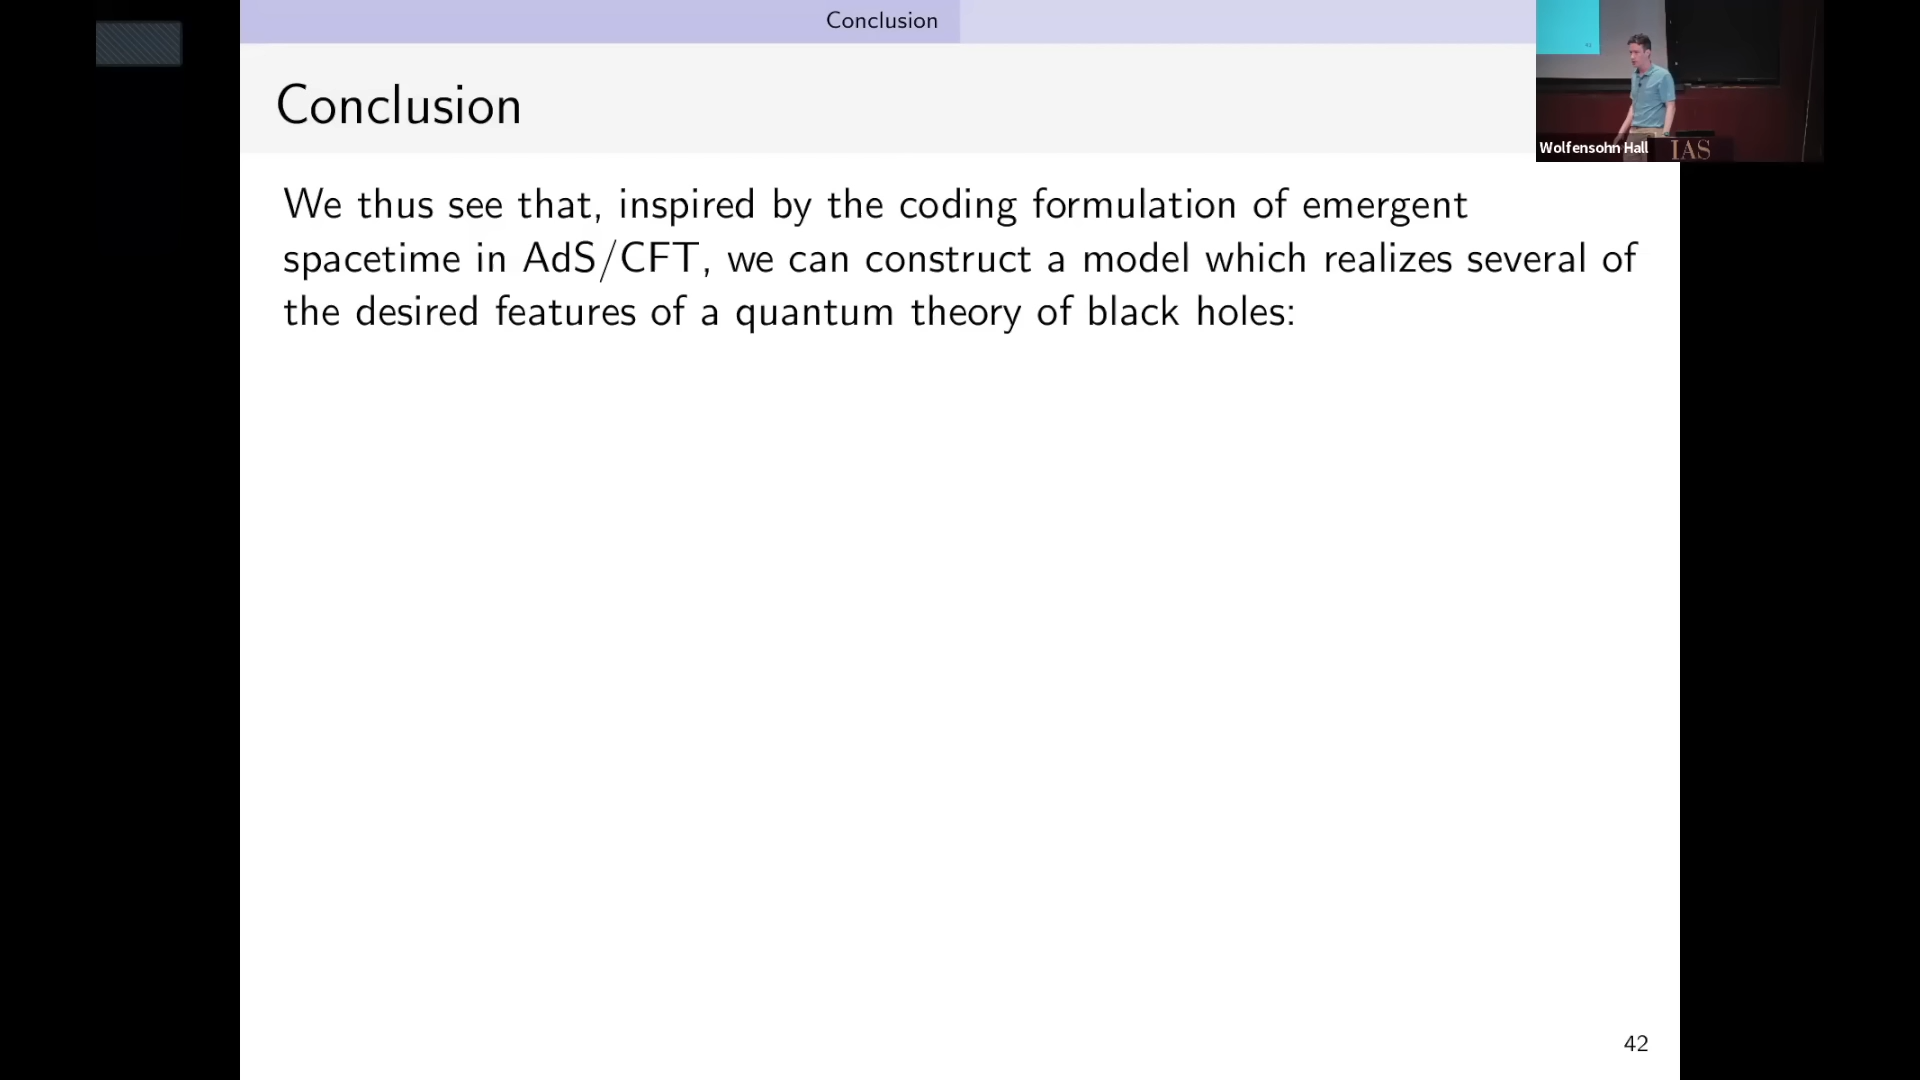 Conclusion
Conclusion
Wolfensohn Hall
IAS
We thus see that, inspired by the coding formulation of emergent
spacetime in AdS/CFT, we can construct a model which realizes several of
the desired features of a quantum theory of black holes:
42